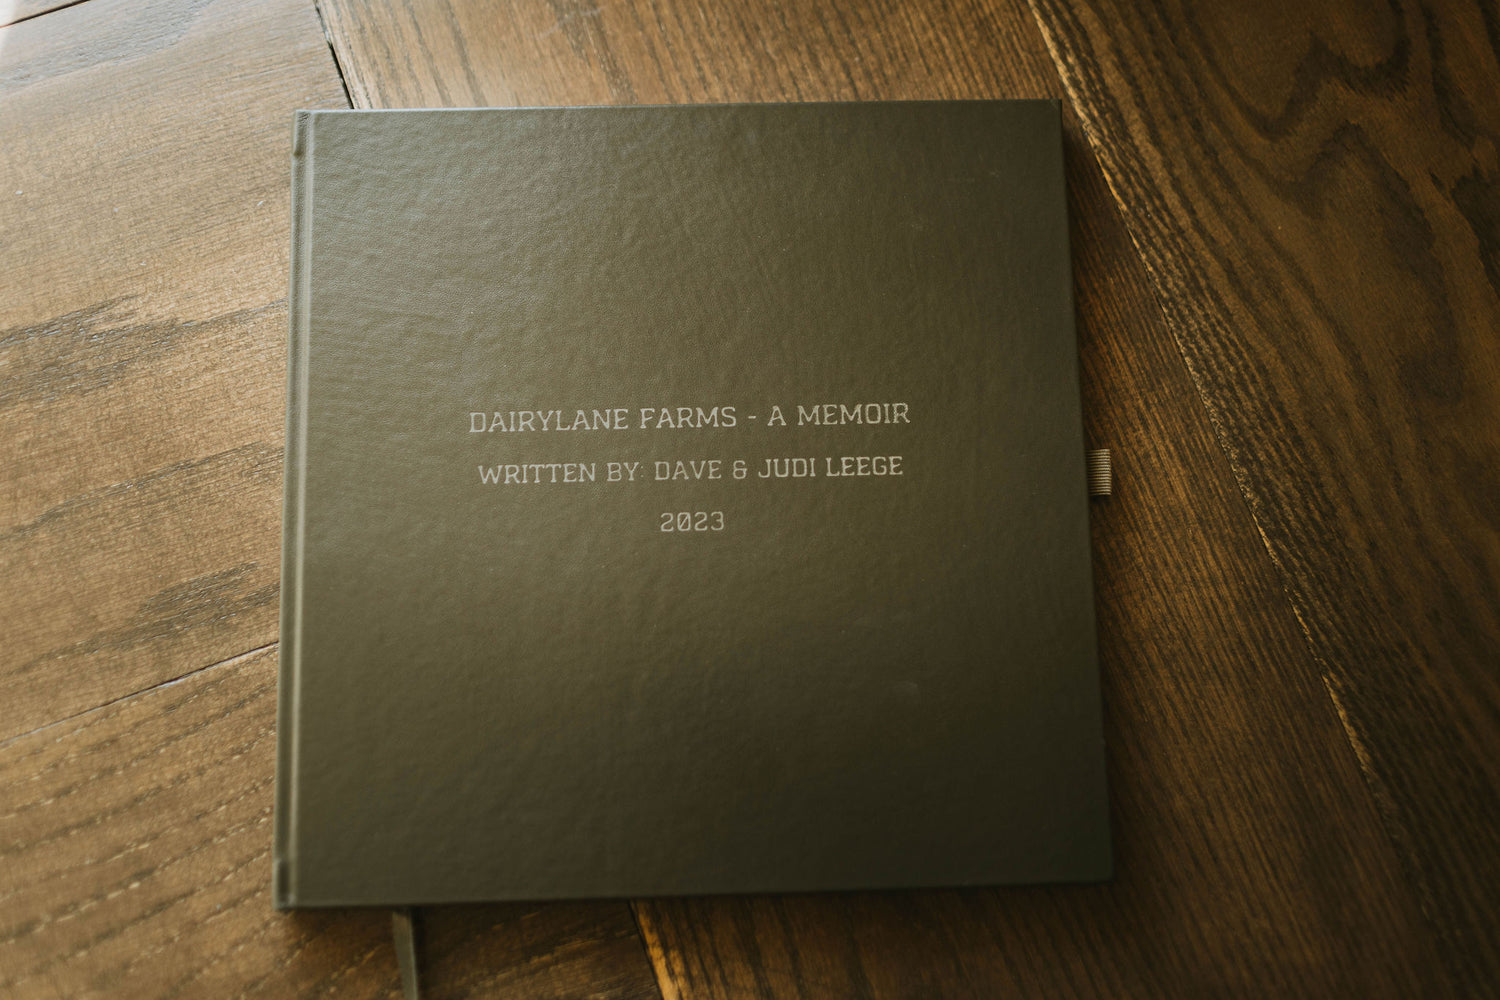 DAIRYLANE FARMS - A MEMOIR
WRITTEN BY: DAVE & JUDI LEEGE
2023